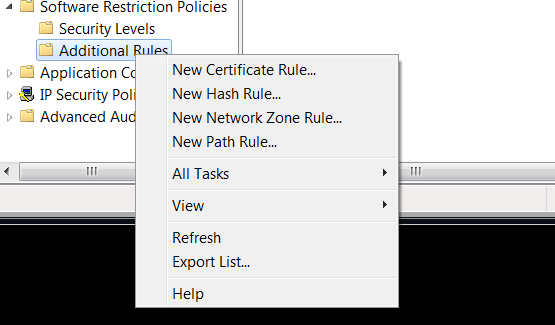 Software Restriction Policies
Security Levels
Additional Rules
Application Co
IP Security Poli
Advanced Aud
New Certificate Rule...
New Hash Rule...
New Network Zone Rule...
New Path Rule...
All Tasks
View
Refresh
Export List...
Help